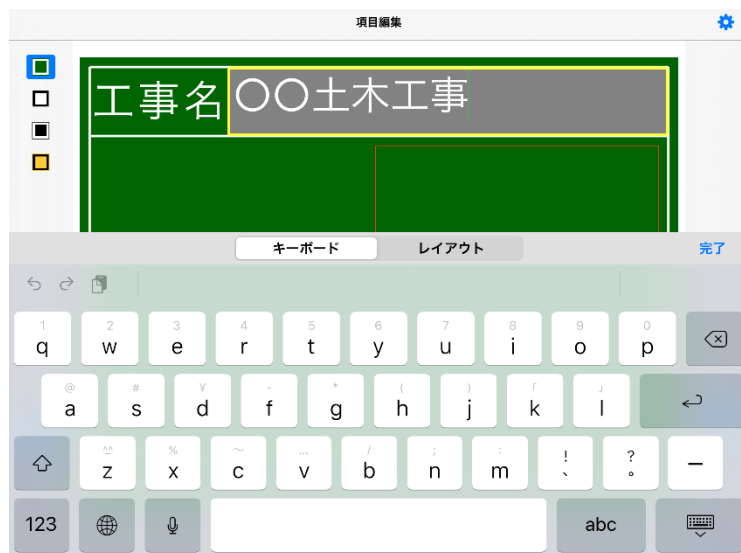 項目編集
工事名 〇〇土木工事
キーボード レイアウト 完了
1 2 3 4 5 6 7 8 9 0
q w e r t y u i o p
@ # ¥ - * ( ) 「 」
a s d f g h j k l
^^ % 〜 … / ; : ! ?
z x c v b n m 、 。 ー
123 abc